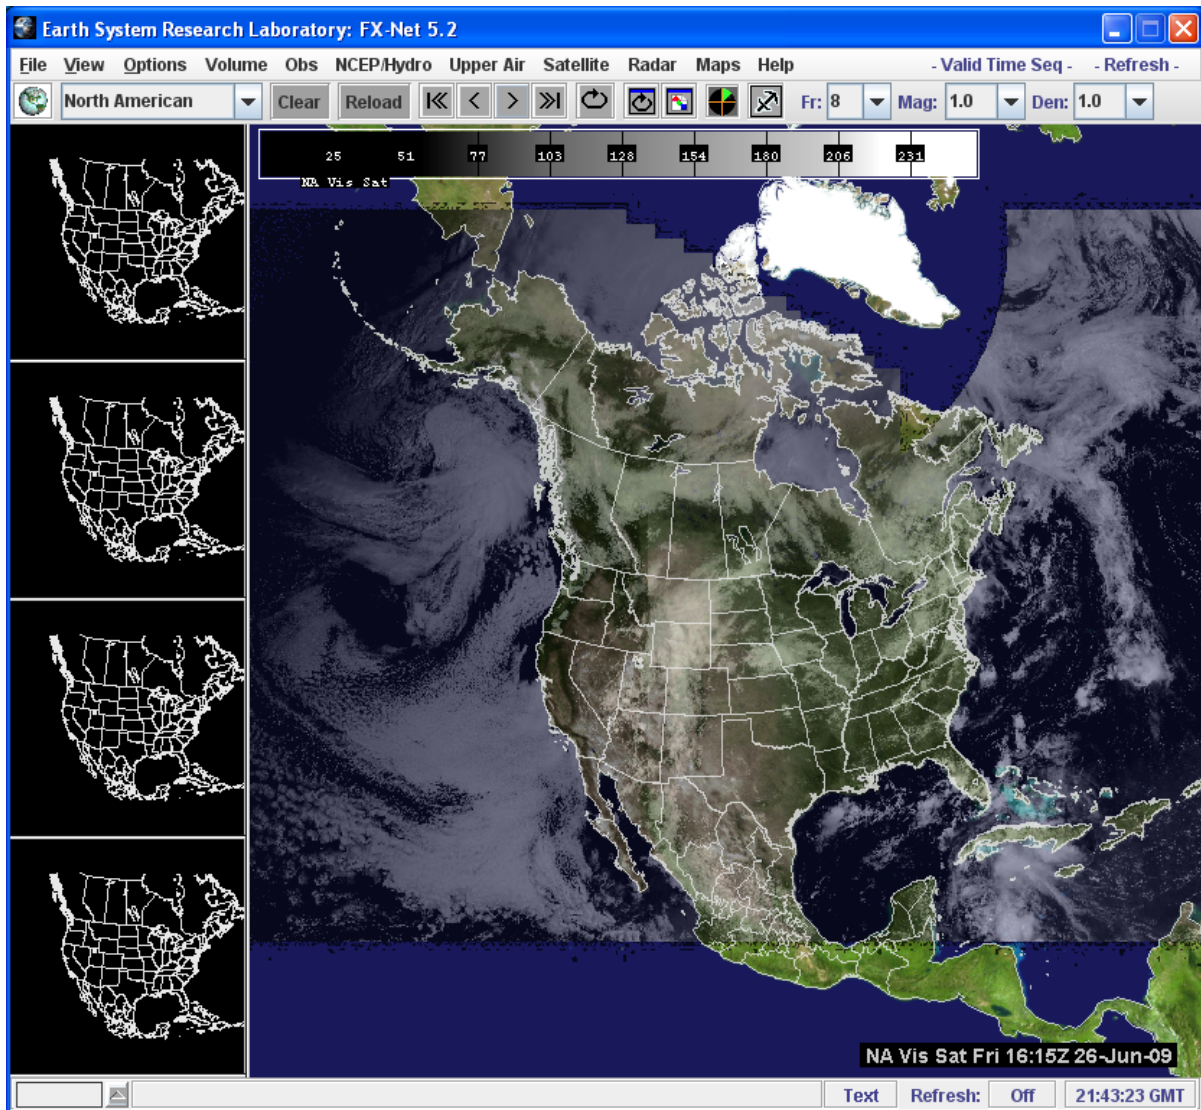 Earth System Research Laboratory: FX-Net 5.2
File View Options Volume Obs NCEP/Hydro Upper Air Satellite Radar Maps Help - Valid Time Seq - - Refresh -
North American Clear Reload Fr: 8 Mag: 1.0 Den: 1.0
25 51 77 103 128 154 180 206 231
NA Vis Sat
NA Vis Sat Fri 16:15Z 26-Jun-09
Text Refresh: Off 21:43:23 GMT